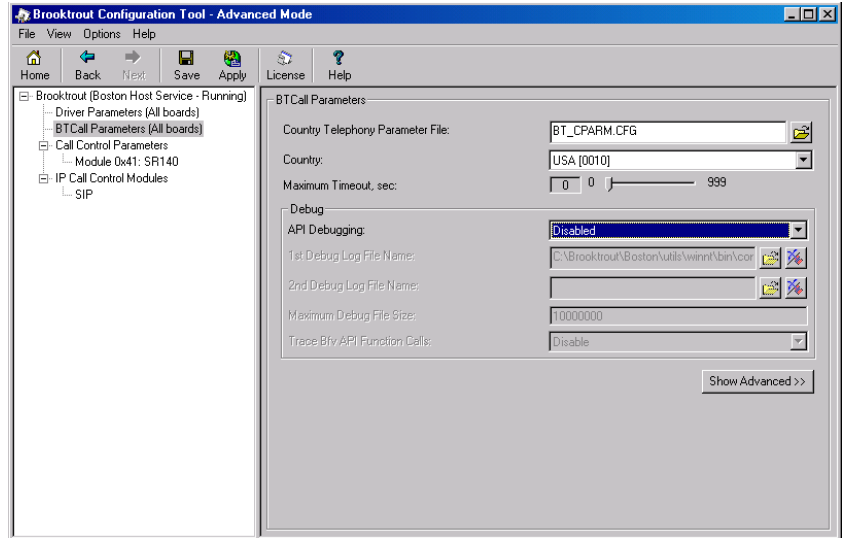 Brooktrout Configuration Tool - Advanced Mode
File View Options Help
Home Back Next Save Apply License Help
Brooktrout (Boston Host Service - Running)
Driver Parameters (All boards)
BTCall Parameters (All boards)
Call Control Parameters
Module 0x41: SR140
IP Call Control Modules
SIP
BTCall Parameters
Country Telephony Parameter File: BT_CPARM.CFG
Country: USA [0010]
Maximum Timeout, sec: 0 0 999
Debug
API Debugging: Disabled
1st Debug Log File Name: C:\Brooktrout\Boston\utils\winnt\bin\cor
2nd Debug Log File Name:
Maximum Debug File Size: 10000000
Trace Bfv API Function Calls: Disable
Show Advanced >>